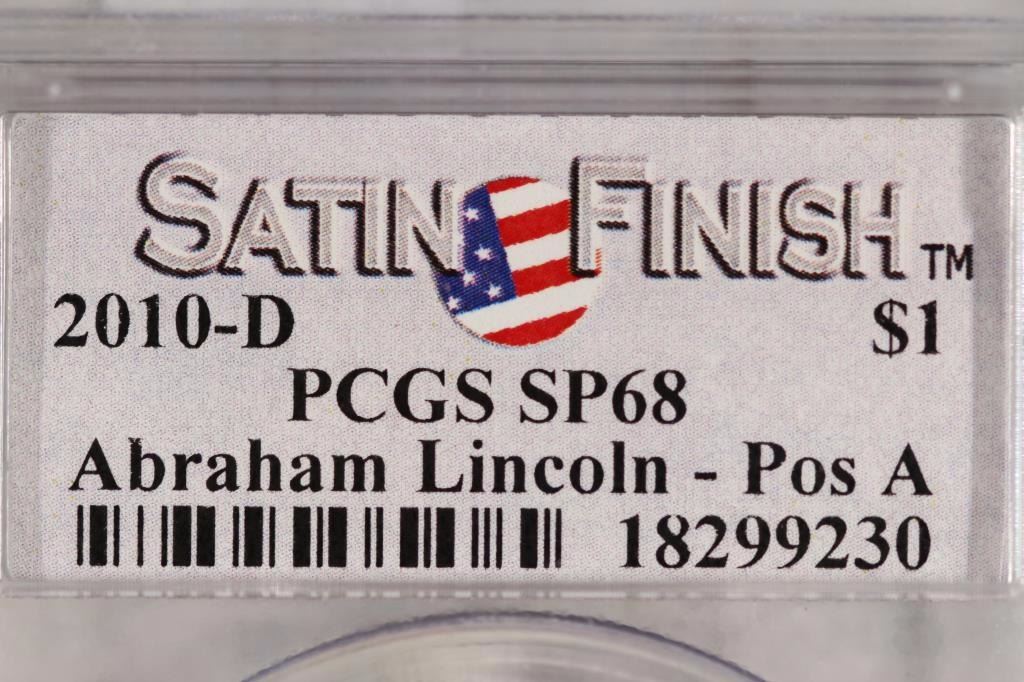 SATIN FINISH™
2010-D $1
PCGS SP68
Abraham Lincoln - Pos A
18299230